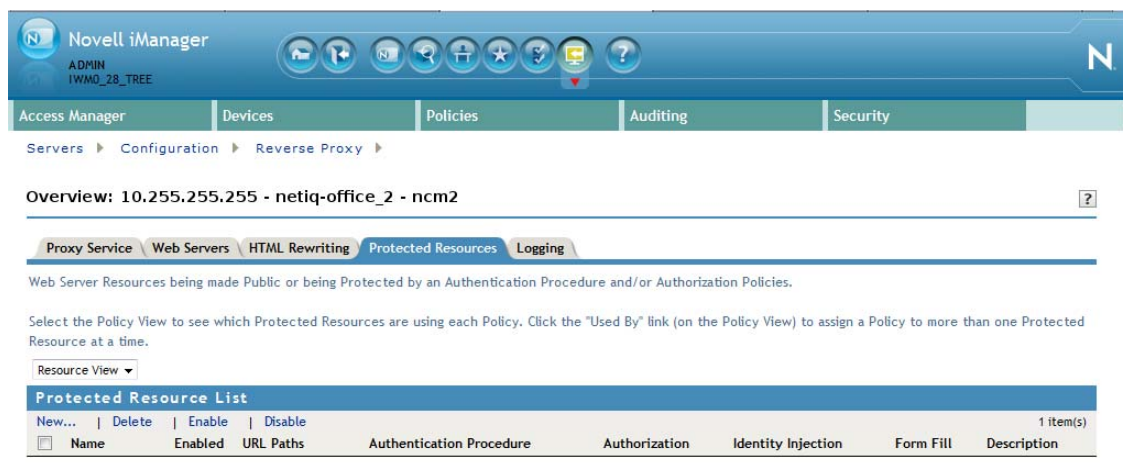 Novell iManager
ADMIN
IWM0_28_TREE
N
Access Manager Devices Policies Auditing Security
Servers Configuration Reverse Proxy
Overview: 10.255.255.255 - netiq-office_2 - ncm2 ?
Proxy Service Web Servers HTML Rewriting Protected Resources Logging
Web Server Resources being made Public or being Protected by an Authentication Procedure and/or Authorization Policies.
Select the Policy View to see which Protected Resources are using each Policy. Click the "Used By" link (on the Policy View) to assign a Policy to more than one Protected
Resource at a time.
Resource View
Protected Resource List
New... | Delete | Enable | Disable 1 item(s)
Name Enabled URL Paths Authentication Procedure Authorization Identity Injection Form Fill Description